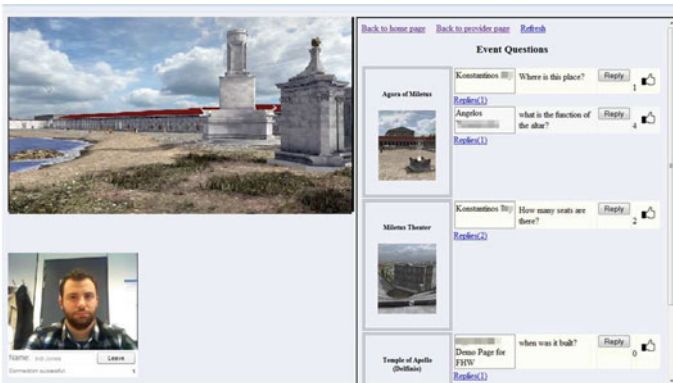 Back to home page Back to provider page Refresh
Event Questions
Agora of Miletus
Konstantinos
Where is this place?
Reply
1
Replies(1)
Angelos
what is the function of
the altar?
4
Replies(1)
Miletus Theater
Konstantinos
How many seats are
there?
Reply
2
Replies(2)
Temple of Apollo
(Delfinio)
Demo Page for
FHW
when was it built?
Reply
0
Replies(1)
Name:
Leave
Connection successful